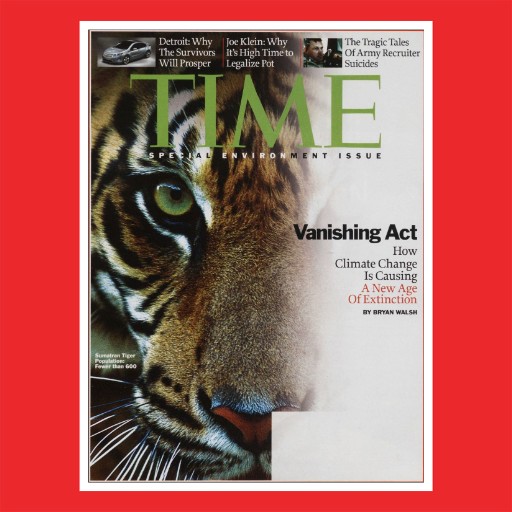 Detroit: Why
The Survivors
Will Prosper
Joe Klein: Why
It's High Time to
Legalize Pot
The Tragic Tales
Of Army Recruiter
Suicides
TIME
SPECIAL ENVIRONMENT ISSUE
Vanishing Act
How
Climate Change
Is Causing
A New Age
Of Extinction
BY BRYAN WALSH
Sumatran Tiger
Population:
Fewer than 600